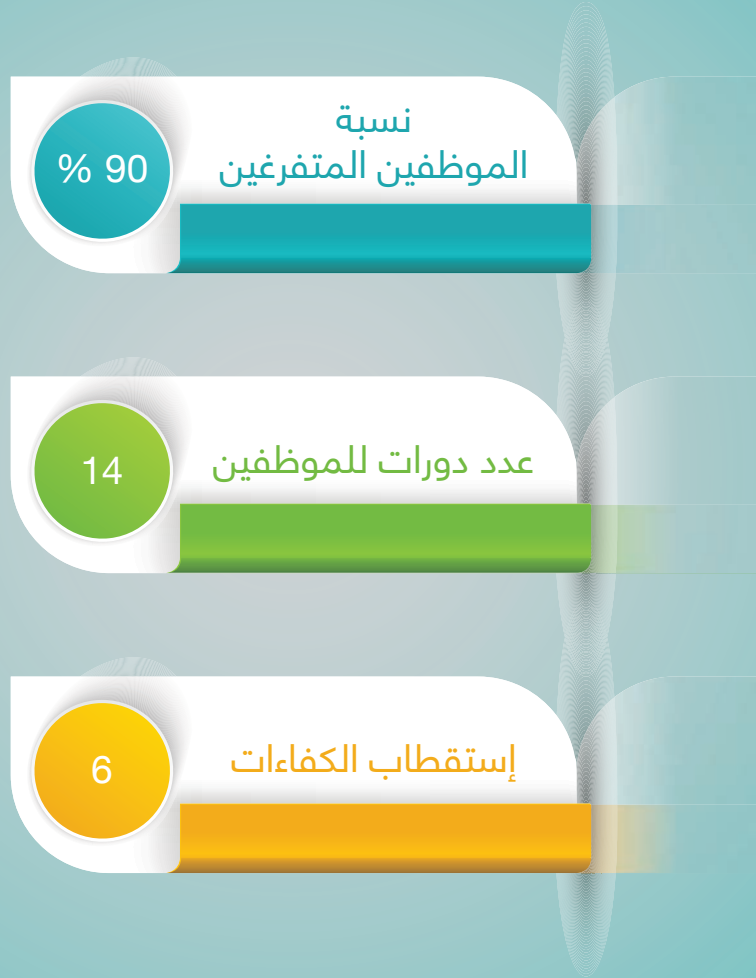 نسبة
الموظفين المتفرغين
% 90
عدد دورات للموظفين
14
إستقطاب الكفاءات
6